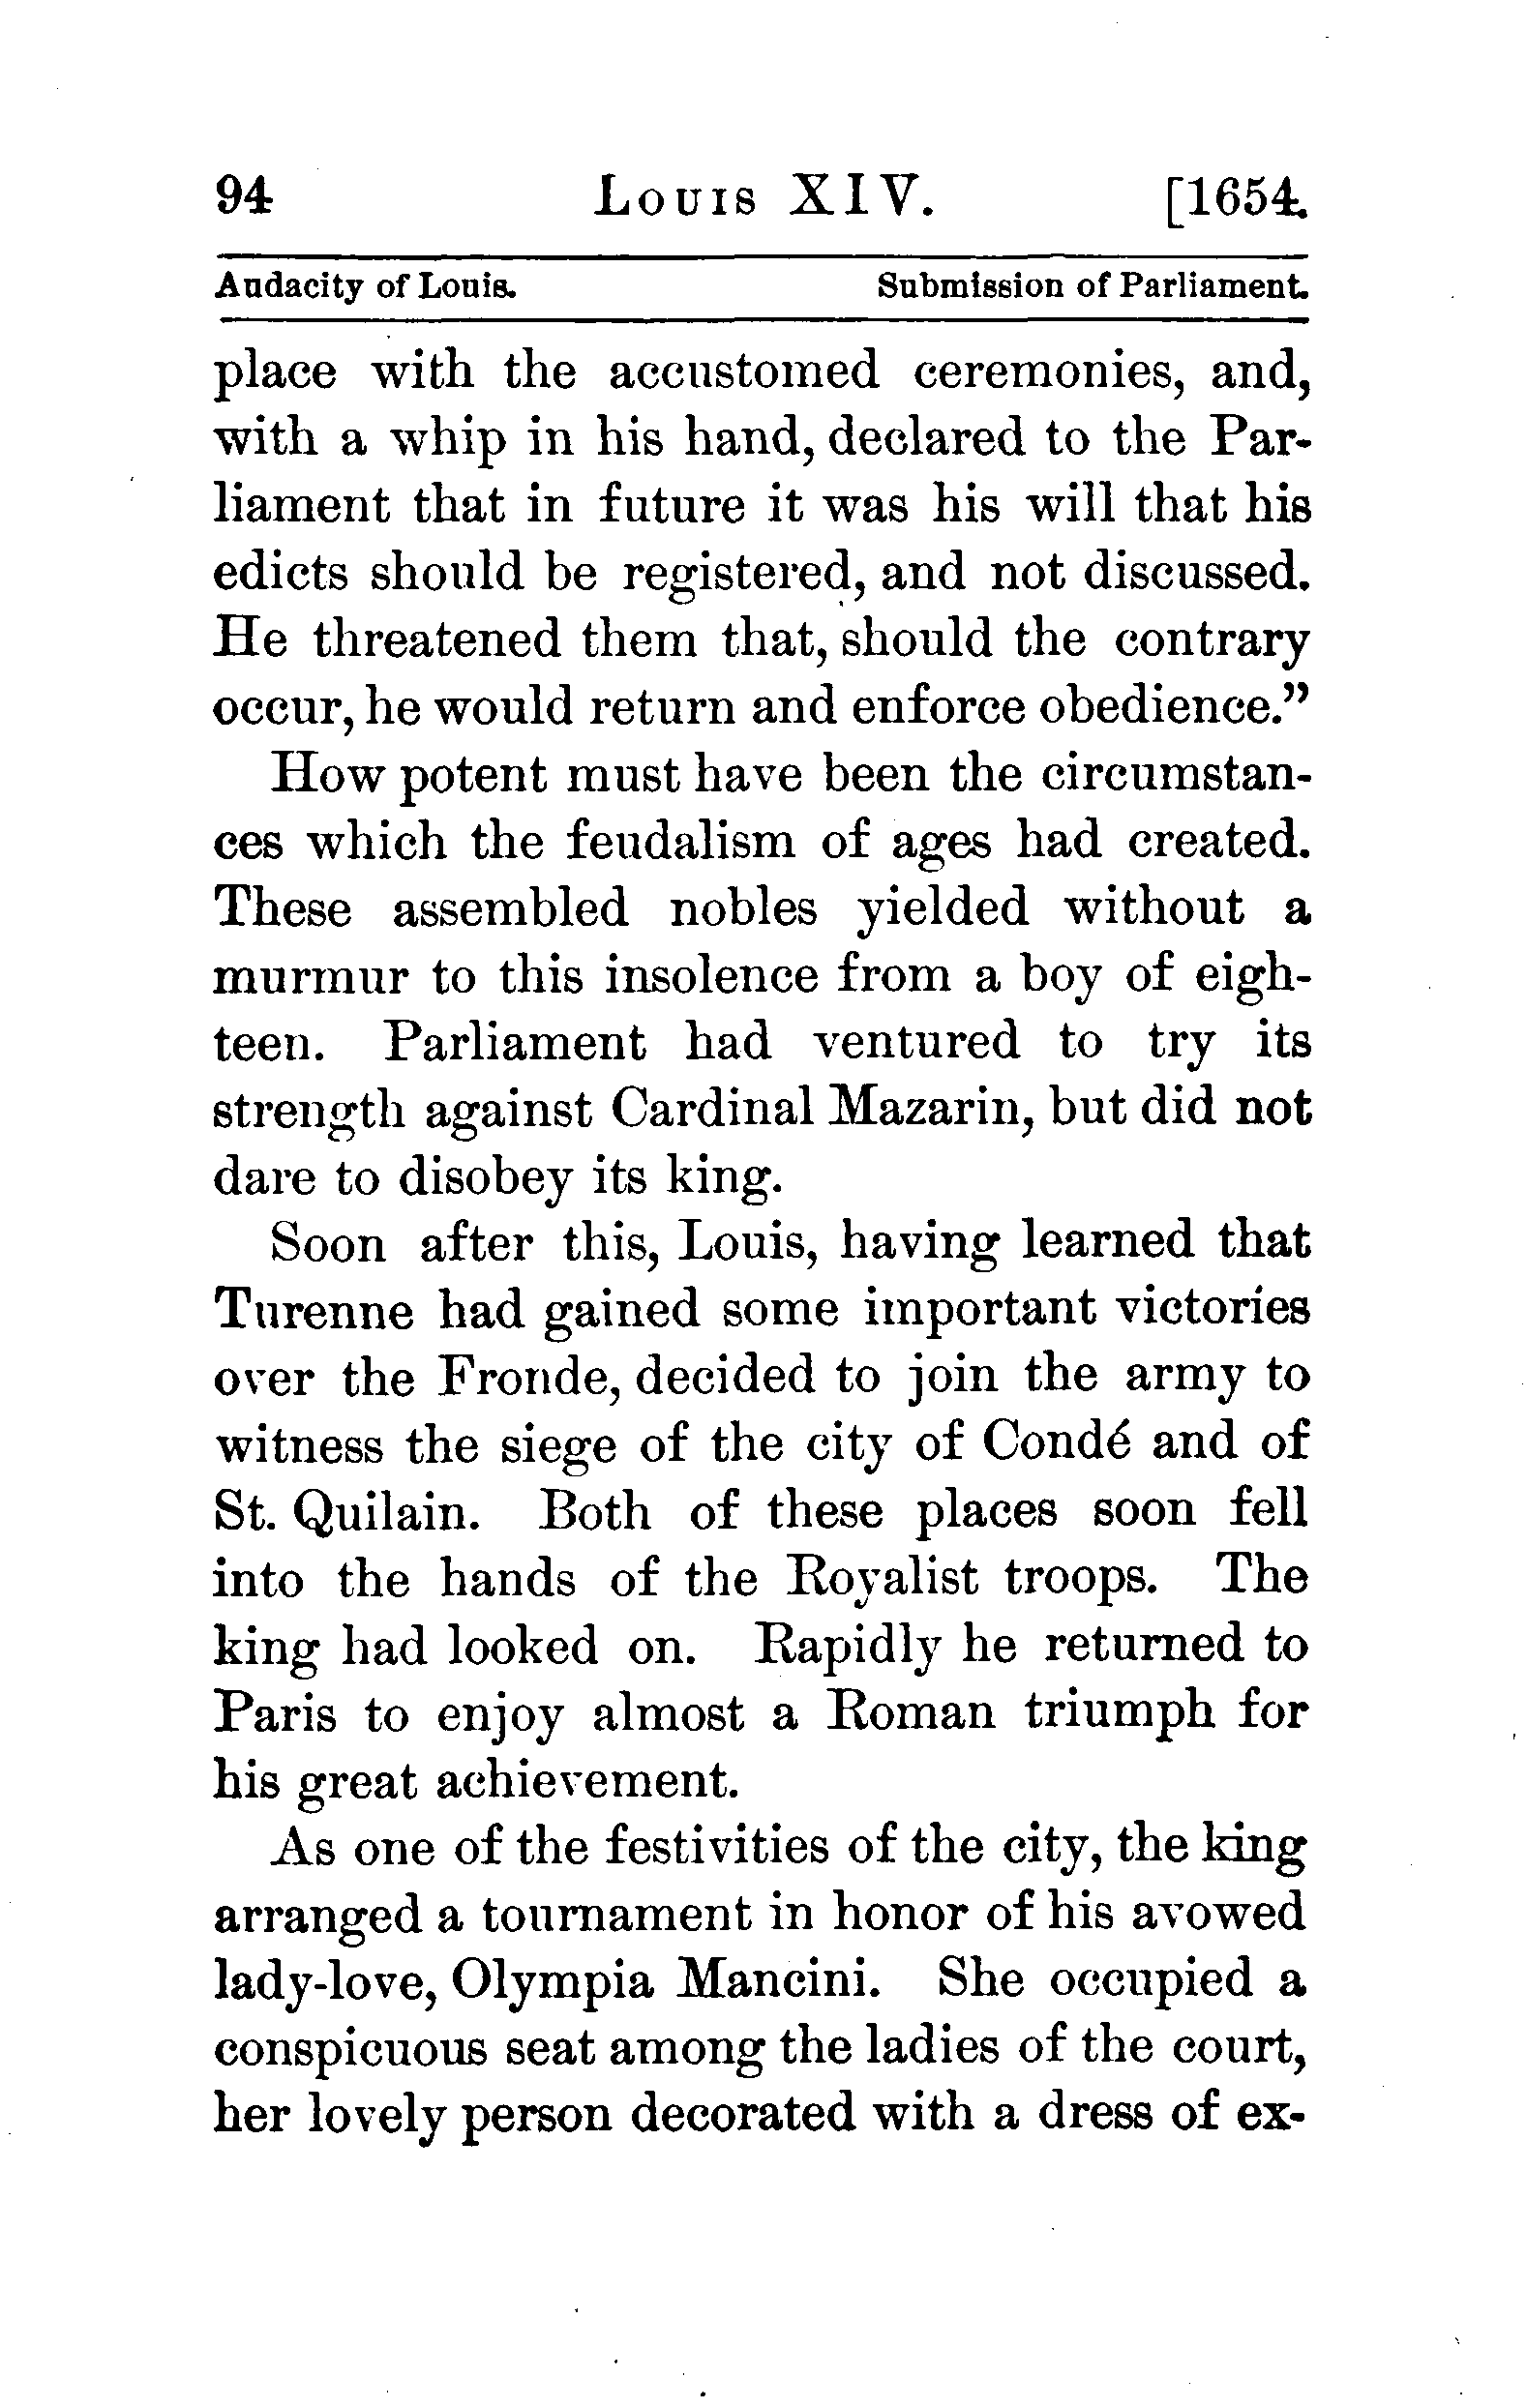 94 Louis XIV. [1654.
Audacity of Louis. Submission of Parliament.
place with the accustomed ceremonies, and,
with a whip in his hand, declared to the Par-
liament that in future it was his will that his
edicts should be registered, and not discussed.
He threatened them that, should the contrary
occur, he would return and enforce obedience.”
How potent must have been the circumstan-
ces which the feudalism of ages had created.
These assembled nobles yielded without a
murmur to this insolence from a boy of eigh-
teen. Parliament had ventured to try its
strength against Cardinal Mazarin, but did not
dare to disobey its king.
Soon after this, Louis, having learned that
Turenne had gained some important victories
over the Fronde, decided to join the army to
witness the siege of the city of Condé and of
St. Quilain. Both of these places soon fell
into the hands of the Royalist troops. The
king had looked on. Rapidly he returned to
Paris to enjoy almost a Roman triumph for
his great achievement.
As one of the festivities of the city, the king
arranged a tournament in honor of his avowed
lady-love, Olympia Mancini. She occupied a
conspicuous seat among the ladies of the court,
her lovely person decorated with a dress of ex-